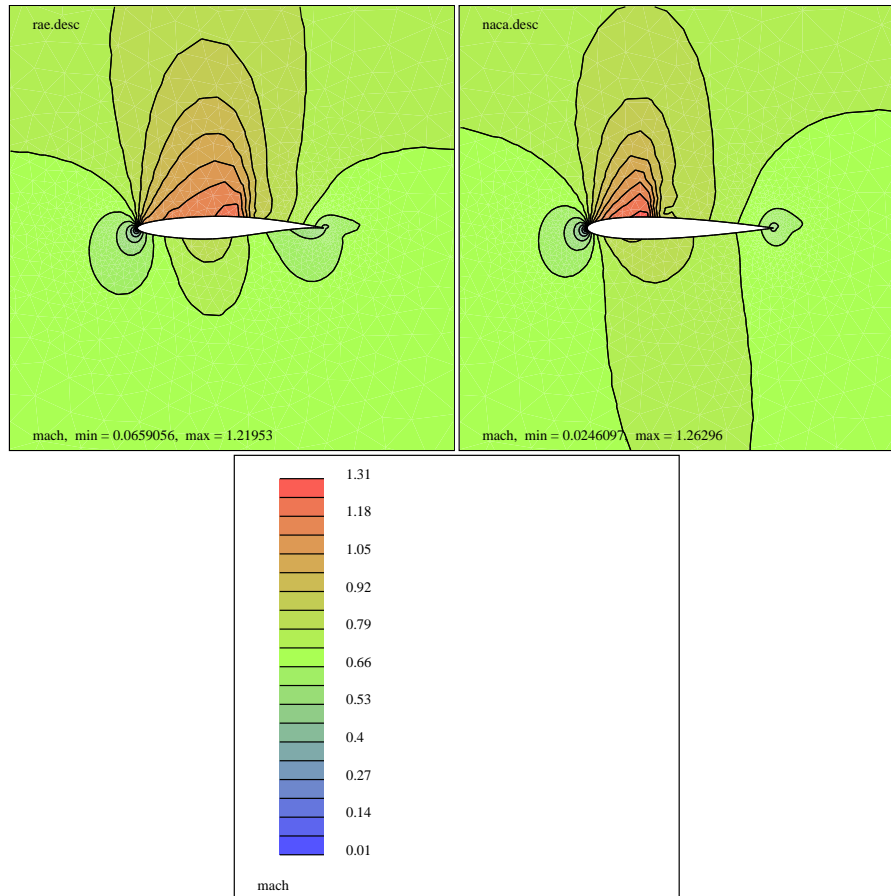 rae.desc
mach, min = 0.0659056, max = 1.21953
naca.desc
mach, min = 0.0246097, max = 1.26296
1.31
1.18
1.05
0.92
0.79
0.66
0.53
0.4
0.27
0.14
0.01
mach